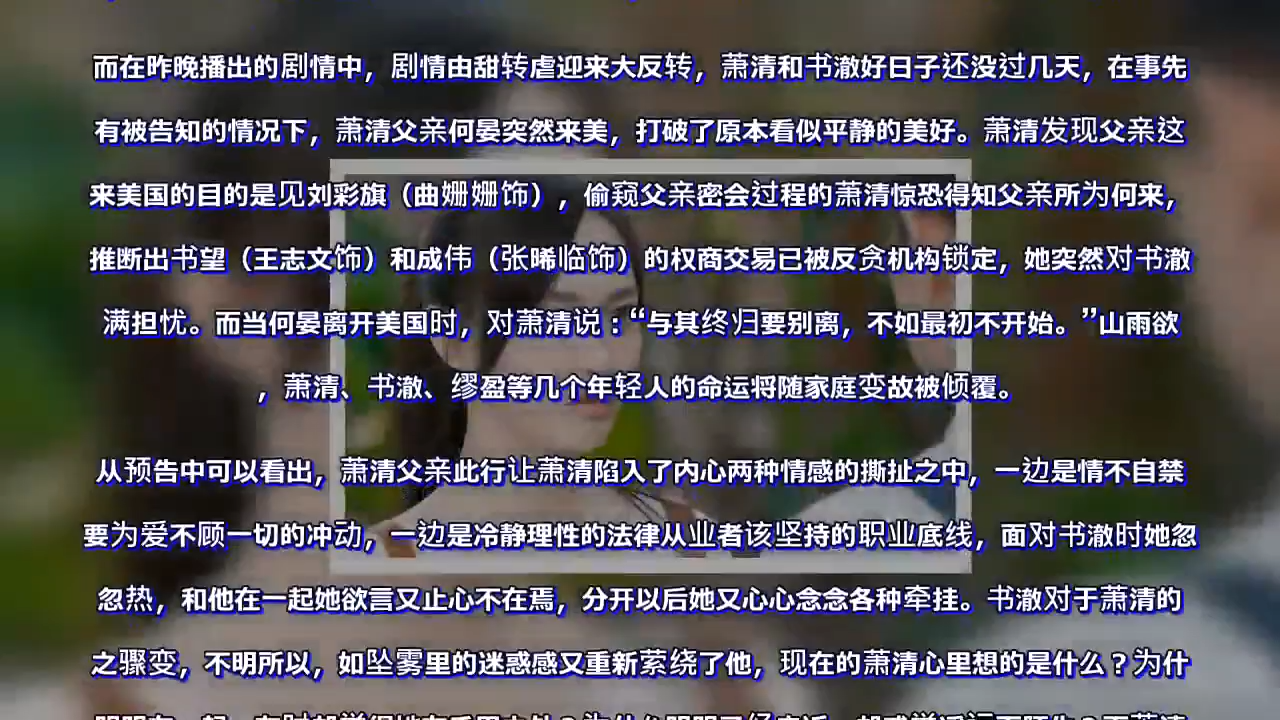 而在昨晚播出的剧情中，剧情由甜转虐迎来大反转，萧清和书澈好日子还没过几天，在事先
有被告知的情况下，萧清父亲何晏突然来美，打破了原本看似平静的美好。萧清发现父亲这
来美国的目的是见刘彩旗（曲姗姗饰），偷窥父亲密会过程的萧清惊恐得知父亲所为何来，
推断出书望（王志文饰）和成伟（张晞临饰）的权商交易已被反贪机构锁定，她突然对书澈
满担忧。而当何晏离开美国时，对萧清说：“与其终归要别离，不如最初不开始。”山雨欲
，萧清、书澈、缪盈等几个年轻人的命运将随家庭变故被倾覆。
从预告中可以看出，萧清父亲此行让萧清陷入了内心两种情感的撕扯之中，一边是情不自禁
要为爱不顾一切的冲动，一边是冷静理性的法律从业者该坚持的职业底线，面对书澈时她忽
忽热，和他在一起她欲言又止心不在焉，分开以后她又心心念念各种牵挂。书澈对于萧清的
之骤变，不明所以，如坠雾里的迷惑感又重新萦绕了他，现在的萧清心里想的是什么？为什